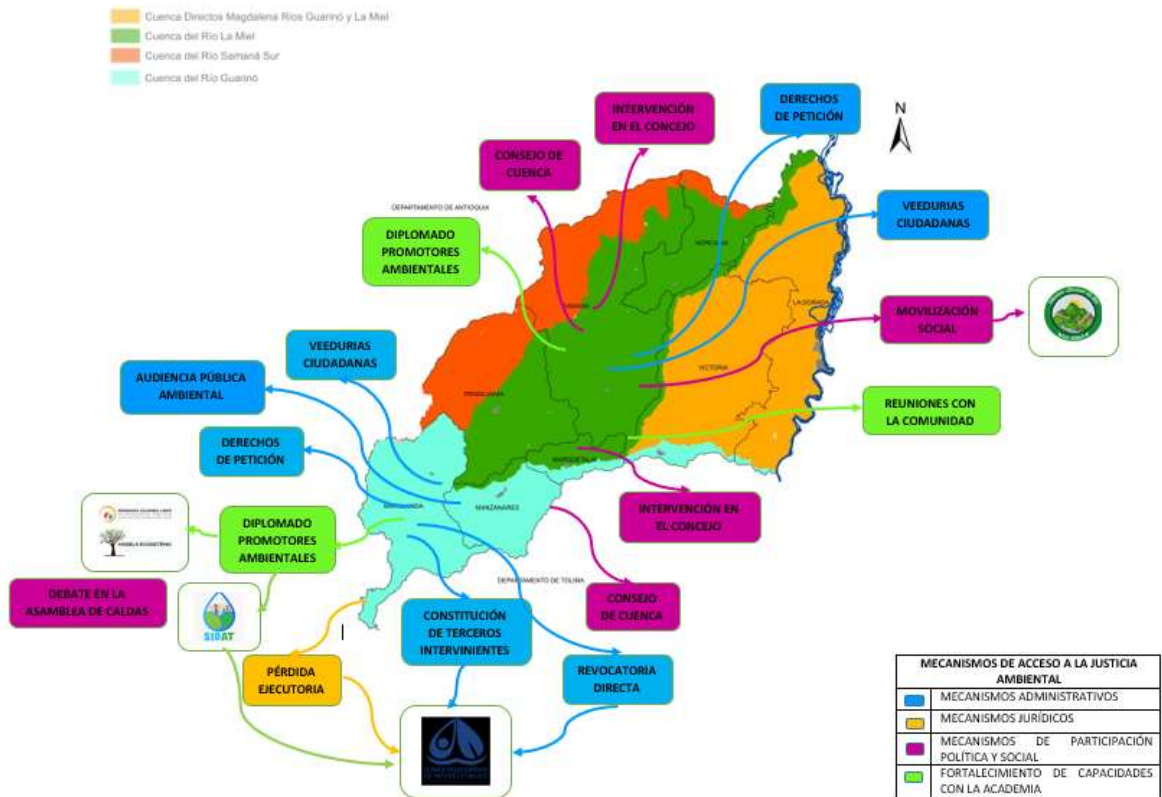 Cuenca Directos Magdalena Ríos Guarinó y La Miel
Cuenca del Río La Miel
Cuenca del Río Samaná Sur
Cuenca del Río Guarinó
INTERVENCIÓN
EN EL CONCEJO
DERECHOS
DE PETICIÓN
N
CONSEJO DE
CUENCA
DEPARTAMENTO DE ANTIOQUIA
VEEDURIAS
CIUDADANAS
DIPLOMADO
PROMOTORES
AMBIENTALES
NORCASIA
LA DORADA
MOVILIZACIÓN
SOCIAL
VEEDURIAS
CIUDADANAS
VICTORIA
AUDIENCIA PÚBLICA
AMBIENTAL
PENSILVANIA
REUNIONES CON
LA COMUNIDAD
DERECHOS
DE PETICIÓN
MARQUETALIA
MARULANDA
MANZANARES
INTERVENCIÓN EN
EL CONCEJO
DIPLOMADO
PROMOTORES
AMBIENTALES
DEPARTAMENTO DE TOLIMA
DEBATE EN LA
ASAMBLEA DE CALDAS
CONSEJO
DE CUENCA
SIGAT
CONSTITUCIÓN
DE TERCEROS
INTERVINIENTES
PÉRDIDA
EJECUTORIA
REVOCATORIA
DIRECTA
MECANISMOS DE ACCESO A LA JUSTICIA
AMBIENTAL
MECANISMOS ADMINISTRATIVOS
MECANISMOS JURÍDICOS
MECANISMOS DE PARTICIPACIÓN
POLÍTICA Y SOCIAL
FORTALECIMIENTO DE CAPACIDADES
CON LA ACADEMIA